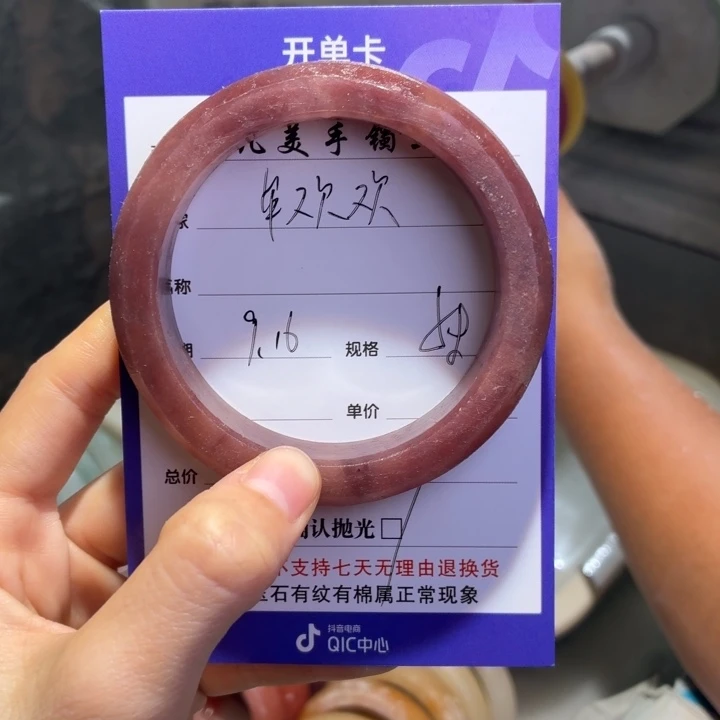 开单卡
美手镯
欢欢
称
9.16 规格
单价
总价
认抛光□
支持七天无理由退换货
石有纹有棉属正常现象
抖音电商
QIC中心